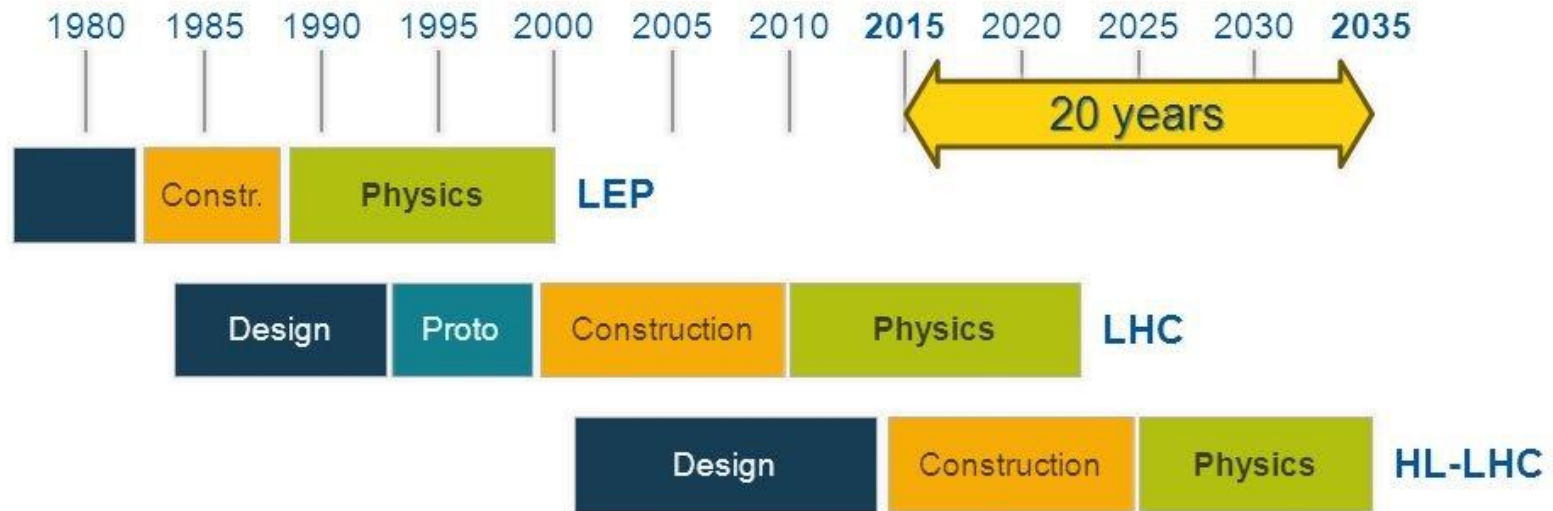 1980 1985 1990 1995 2000 2005 2010 2015 2020 2025 2030 2035
20 years
Constr. Physics LEP
Design Proto Construction Physics LHC
Design Construction Physics HL-LHC